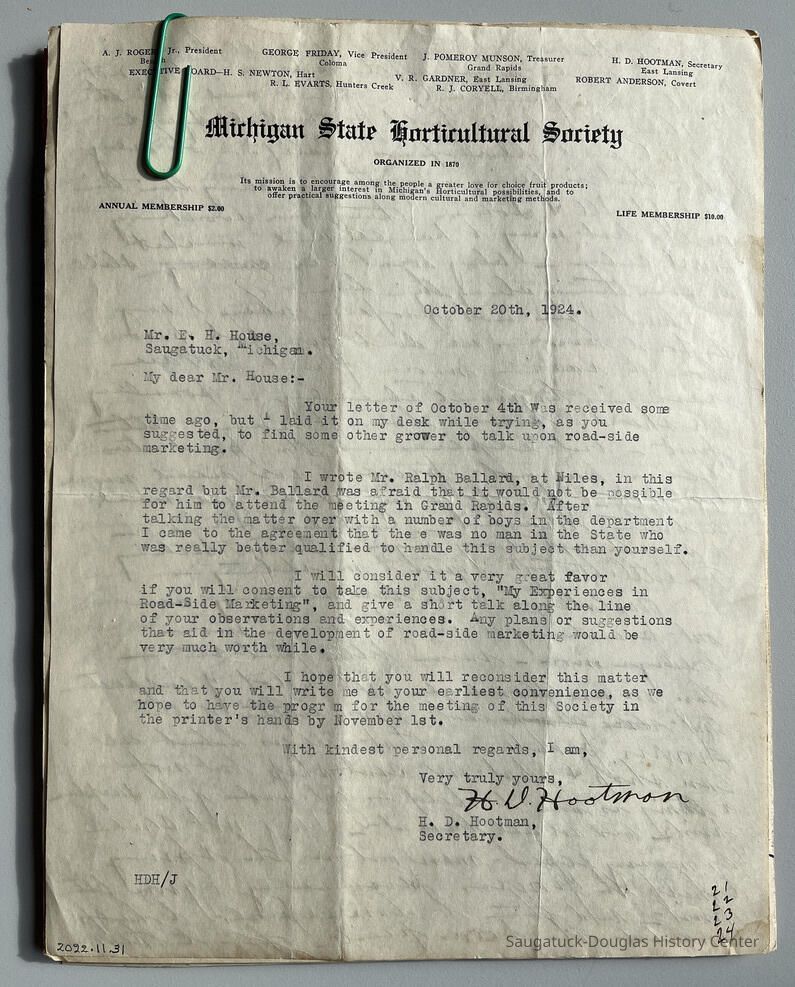 A. J. ROGERS Jr., President
GEORGE FRIDAY, Vice President
J. POMEROY MUNSON, Treasurer
H. D. HOOTMAN, Secretary
Coloma
Grand Rapids
East Lansing
EXECUTIVE BOARD—H. S. NEWTON, Hart
V. R. GARDNER, East Lansing
ROBERT ANDERSON, Covert
R. L. EVARTS, Hunters Creek
R. J. CORYELL, Birmingham
Michigan State Horticultural Society
ORGANIZED IN 1870
Its mission is to encourage among the people a greater love for choice fruit products;
to awaken a larger interest in Michigan's Horticultural possibilities, and to
offer practical suggestions along modern cultural and marketing methods.
ANNUAL MEMBERSHIP $2.00
LIFE MEMBERSHIP $10.00
October 20th, 1924.
Mr. E. H. House,
Saugatuck, Michigan.
My dear Mr. House:-
Your letter of October 4th was received some
time ago, but I laid it on my desk while trying, as you
suggested, to find some other grower to talk upon road-side
marketing.
I wrote Mr. Ralph Ballard, at Niles, in this
regard but Mr. Ballard was afraid that it would not be possible
for him to attend the meeting in Grand Rapids. After
talking the matter over with a number of boys in the department
I came to the agreement that the e was no man in the State who
was really better qualified to handle this subject than yourself.
I will consider it a very great favor
if you will consent to take this subject, "My Experiences in
Road-Side Marketing", and give a short talk along the line
of your observations and experiences. Any plans or suggestions
that aid in the development of road-side marketing would be
very much worth while.
I hope that you will reconsider this matter
and that you will write me at your earliest convenience, as we
hope to have the progr m for the meeting of this Society in
the printer's hands by November 1st.
With kindest personal regards, I am,
Very truly yours,
H. D. Hootman
H. D. Hootman,
Secretary.
HDH/J
21
22
23
24
2022.11.31
Saugatuck-Douglas History Center